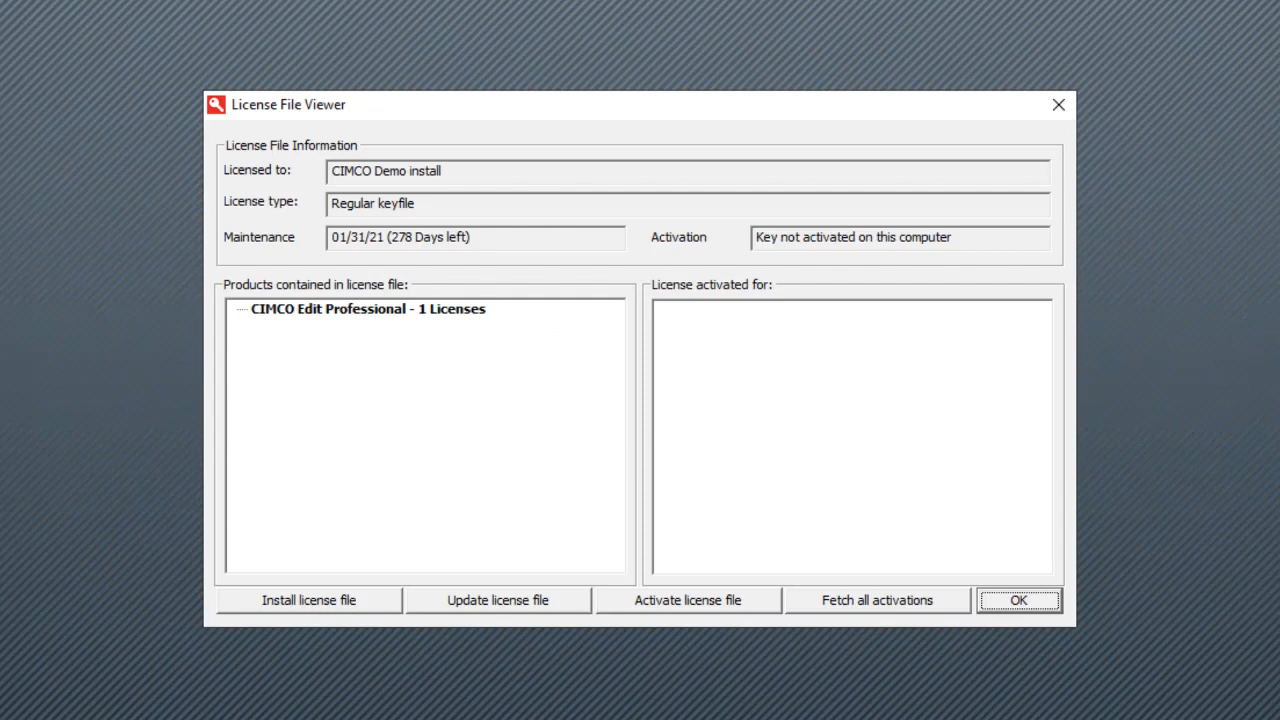 License File Viewer
License File Information
Licensed to: CIMCO Demo install
License type: Regular keyfile
Maintenance 01/31/21 (278 Days left) Activation Key not activated on this computer
Products contained in license file: License activated for:
CIMCO Edit Professional - 1 Licenses
Install license file Update license file Activate license file Fetch all activations OK